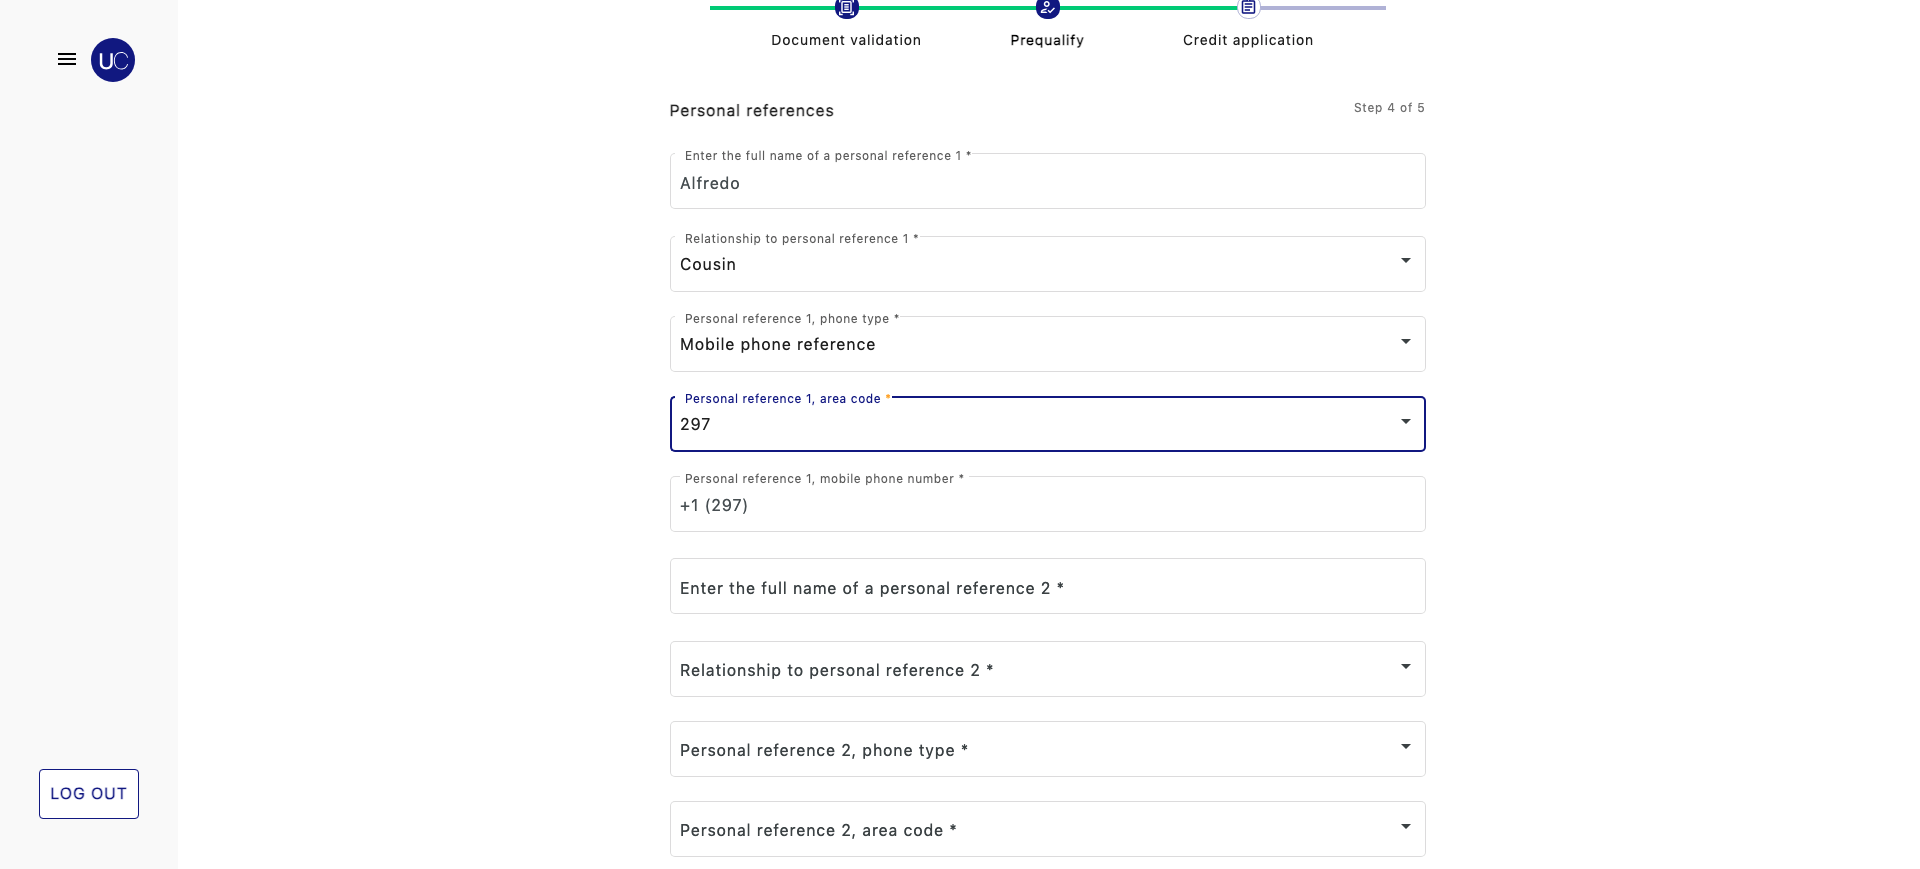 Document validation
Prequalify
Credit application
UC
Personal references
Step 4 of 5
Enter the full name of a personal reference 1 *
Alfredo
Relationship to personal reference 1 *
Cousin
Personal reference 1, phone type *
Mobile phone reference
Personal reference 1, area code *
297
Personal reference 1, mobile phone number *
+1 (297)
Enter the full name of a personal reference 2 *
Relationship to personal reference 2 *
Personal reference 2, phone type *
LOG OUT
Personal reference 2, area code *